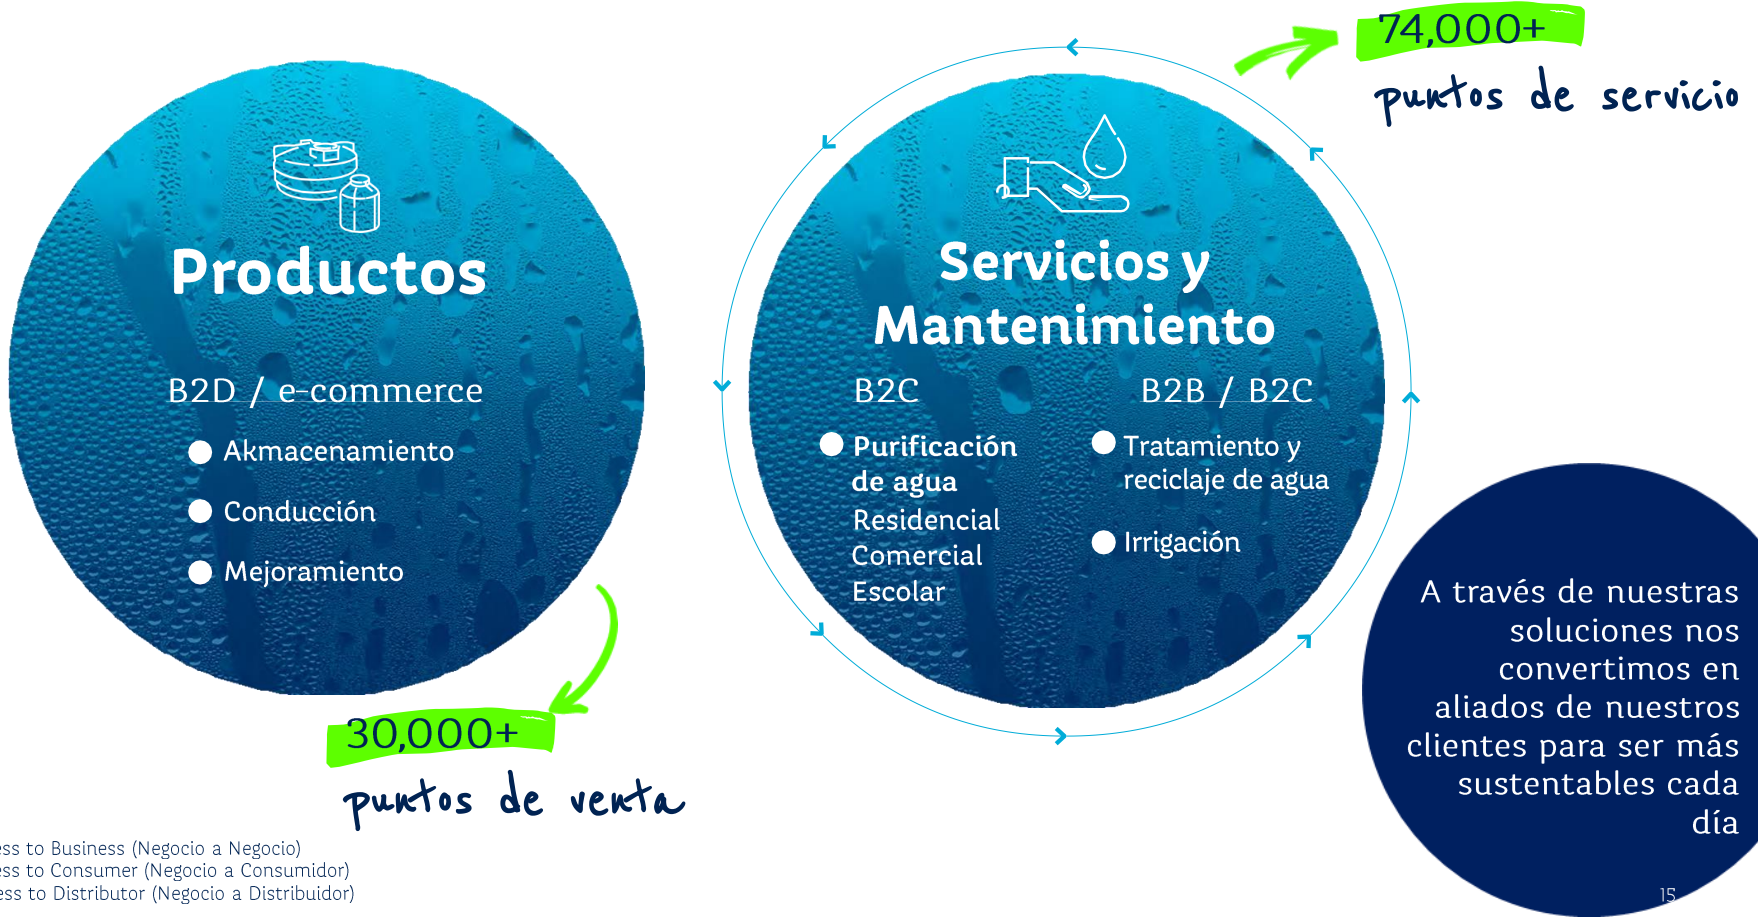 74,000+
puntos de servicio
Productos
B2D / e-commerce
Akmacenamiento
Conducción
Mejoramiento
30,000+
puntos de venta
Servicios y
Mantenimiento
B2C
Purificación
de agua
Residencial
Comercial
Escolar
B2B / B2C
Tratamiento y
reciclaje de agua
Irrigación
A través de nuestras
soluciones nos
convertimos en
aliados de nuestros
clientes para ser más
sustentables cada
día
to Business (Negocio a Negocio)
to Consumer (Negocio a Consumidor)
to Distributor (Negocio a Distribuidor)
15